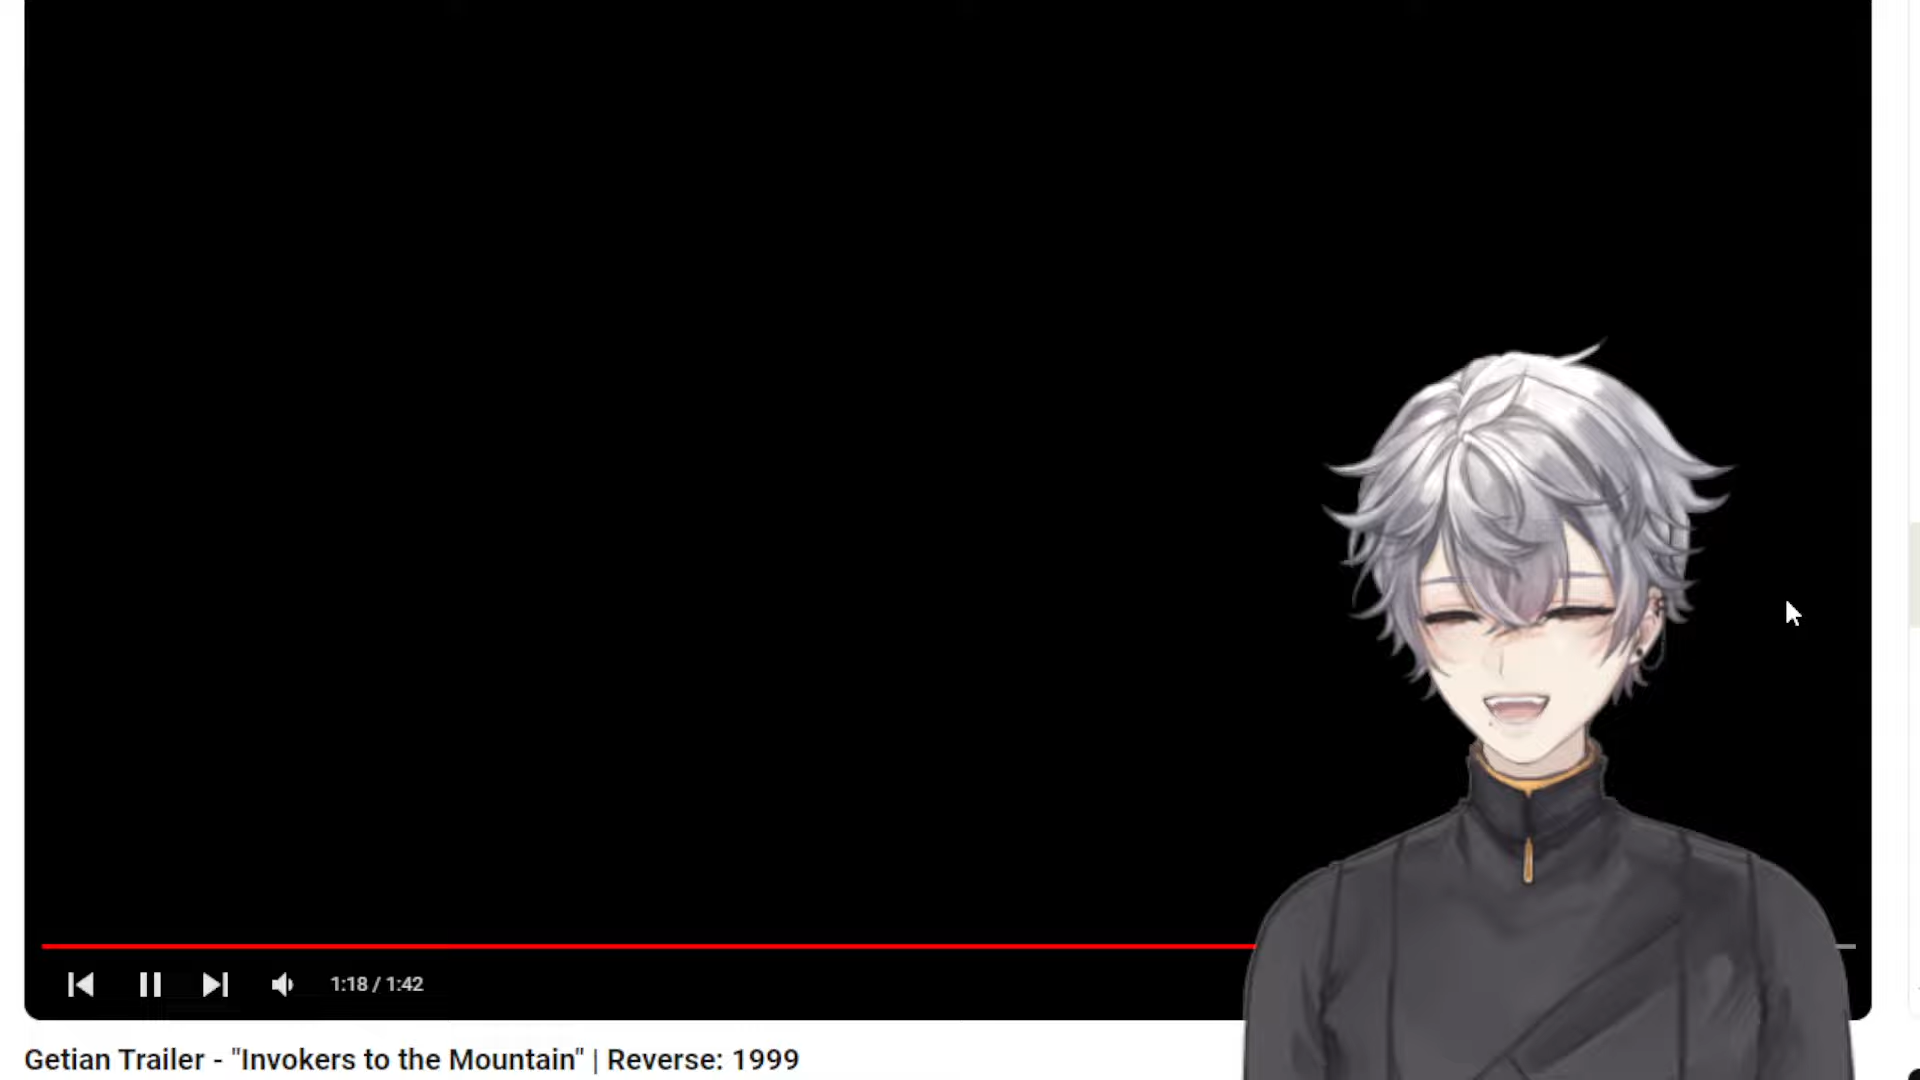 1:18 / 1:42
Getian Trailer - "Invokers to the Mountain" | Reverse: 1999